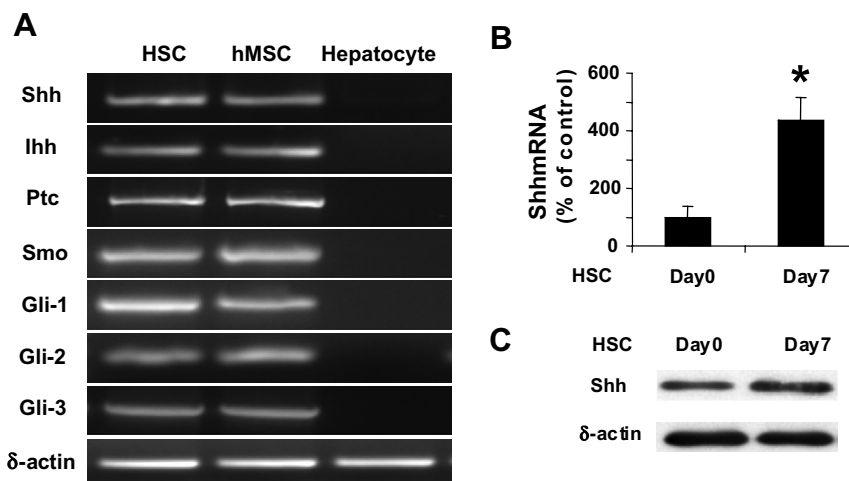 A
HSC hMSC Hepatocyte
Shh
Ihh
Ptc
Smo
Gli-1
Gli-2
Gli-3
δ-actin
B
ShhmRNA
(% of control)
600
400
200
0
*
HSC Day0 Day7
C
HSC Day0 Day7
Shh
δ-actin